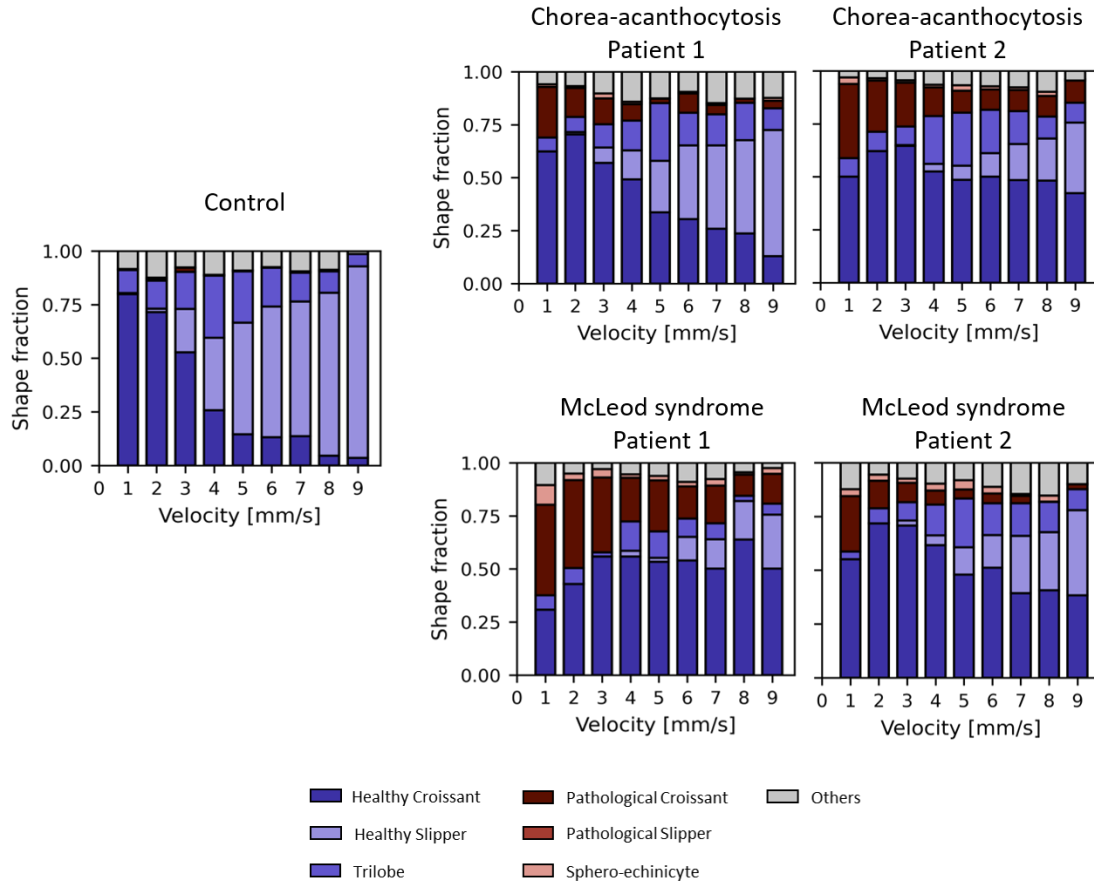 Chorea-acanthocytosis
Patient 1
Chorea-acanthocytosis
Patient 2
1.00
0.75
0.50
0.25
0.00
Shape fraction
0 1 2 3 4 5 6 7 8 9
Velocity [mm/s]
0 1 2 3 4 5 6 7 8 9
Velocity [mm/s]
Control
1.00
0.75
0.50
0.25
0.00
Shape fraction
0 1 2 3 4 5 6 7 8 9
Velocity [mm/s]
McLeod syndrome
Patient 1
McLeod syndrome
Patient 2
1.00
0.75
0.50
0.25
0.00
Shape fraction
0 1 2 3 4 5 6 7 8 9
Velocity [mm/s]
0 1 2 3 4 5 6 7 8 9
Velocity [mm/s]
Healthy Croissant
Pathological Croissant
Others
Healthy Slipper
Pathological Slipper
Trilobe
Sphero-echinicyte